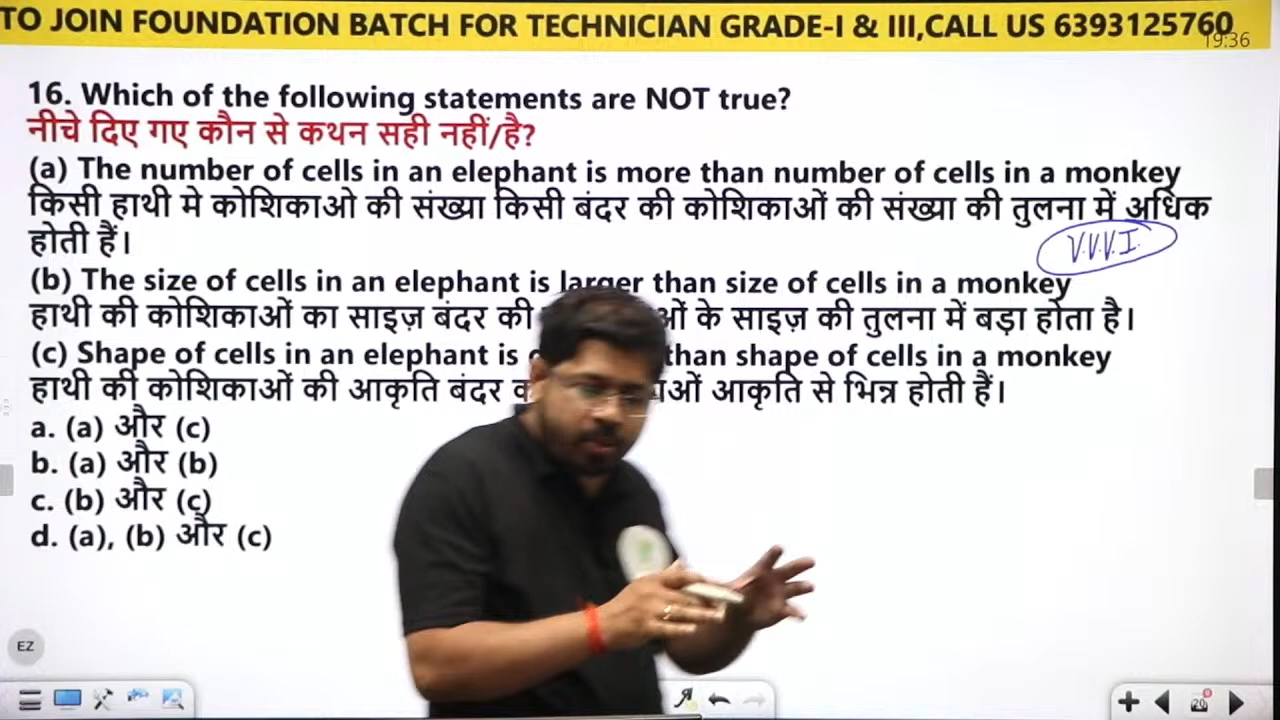 TO JOIN FOUNDATION BATCH FOR TECHNICIAN GRADE-I & III,CALL US 6393125760
19:36
16. Which of the following statements are NOT true?
नीचे दिए गए कौन से कथन सही नहीं/है?
(a) The number of cells in an elephant is more than number of cells in a monkey
किसी हाथी मे कोशिकाओ की संख्या किसी बंदर की कोशिकाओं की संख्या की तुलना में अधिक
होती हैं।
V.V.V.I.
(b) The size of cells in an elephant is larger than size of cells in a monkey
हाथी की कोशिकाओं का साइज़ बंदर की के साइज़ की तुलना में बड़ा होता है।
(c) Shape of cells in an elephant is than shape of cells in a monkey
हाथी की कोशिकाओं की आकृति बंदर आकृति से भिन्न होती हैं।
a. (a) और (c)
b. (a) और (b)
c. (b) और (c)
d. (a), (b) और (c)
EZ
20